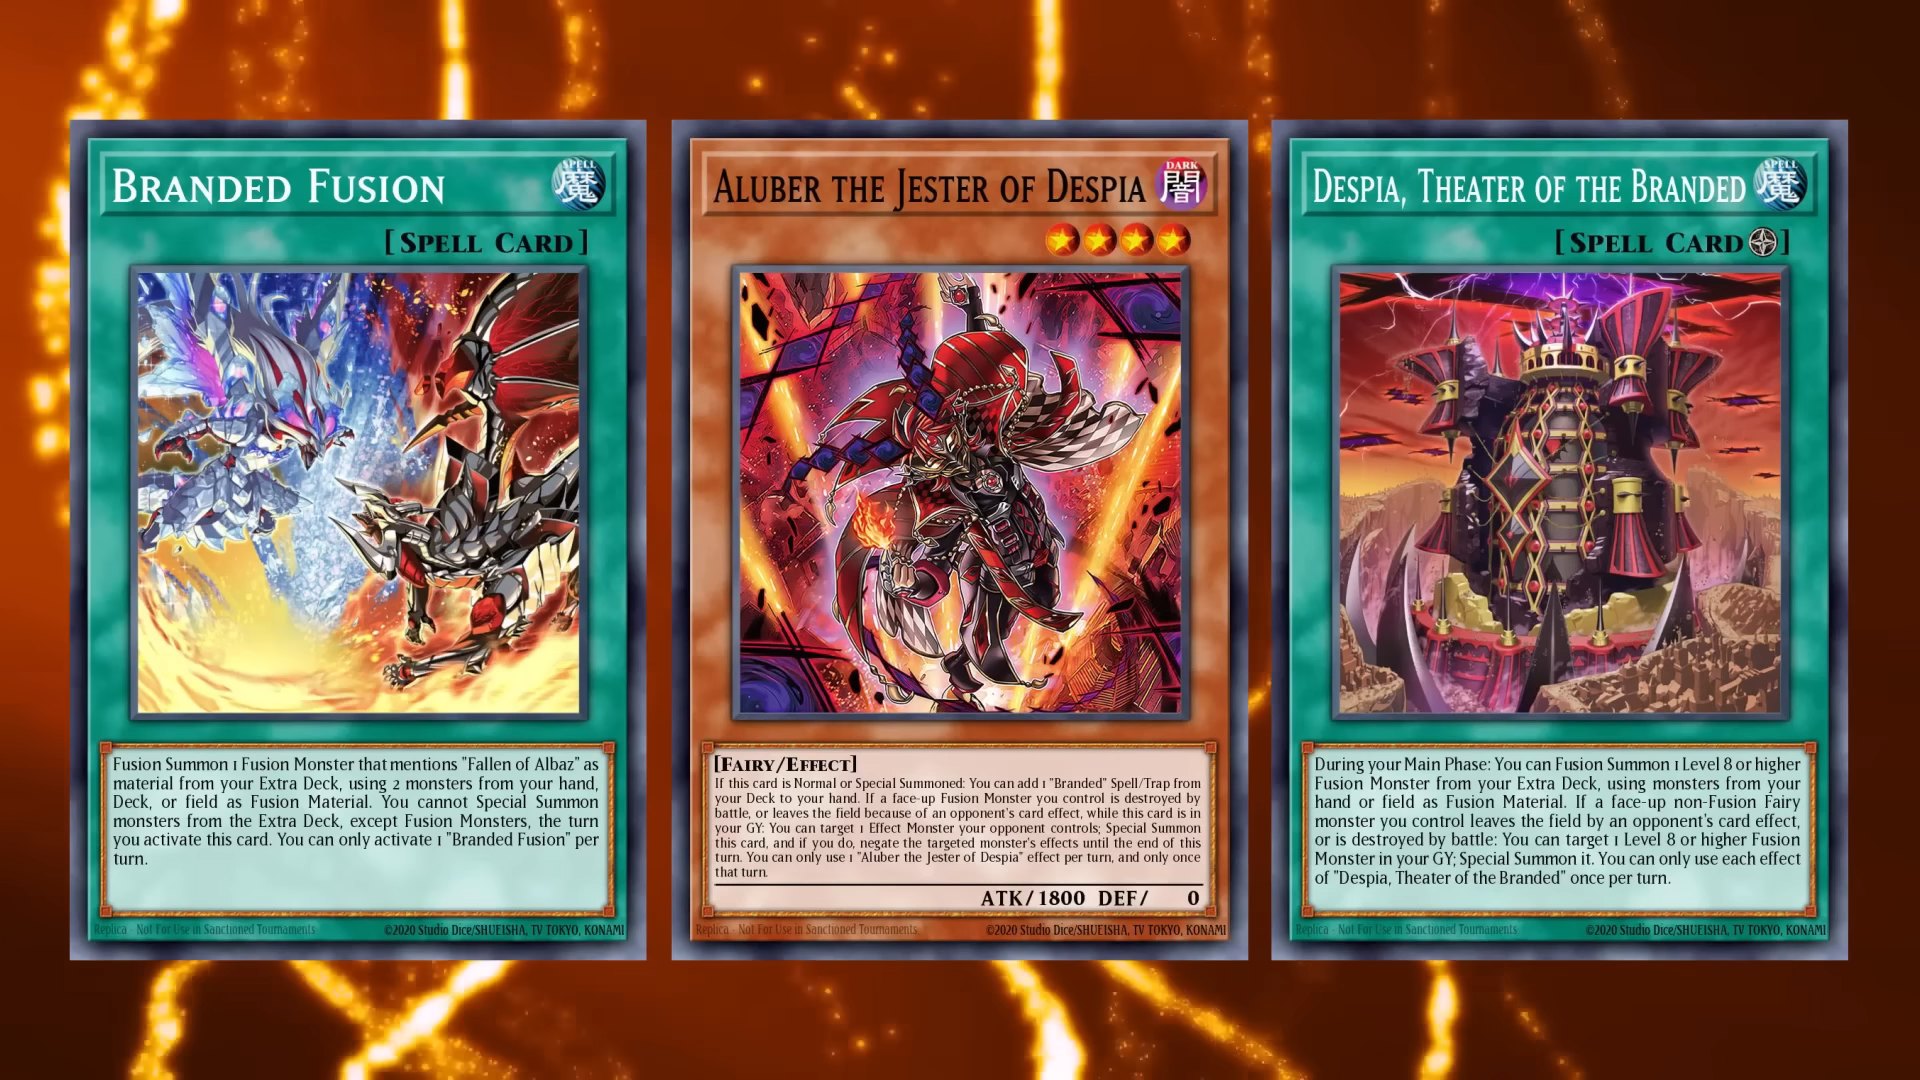 BRANDED FUSION
SPELL
魔
[SPELL CARD]
Fusion Summon 1 Fusion Monster that mentions "Fallen of Albaz" as
material from your Extra Deck, using 2 monsters from your hand,
Deck, or field as Fusion Material. You cannot Special Summon
monsters from the Extra Deck, except Fusion Monsters, the turn
you activate this card. You can only activate 1 "Branded Fusion" per
turn.
Replica - Not For Use in Sanctioned Tournaments
©2020 Studio Dice/SHUEISHA, TV TOKYO, KONAMI
ALUBER THE JESTER OF DESPIA
DARK
闇
[FAIRY/EFFECT]
If this card is Normal or Special Summoned: You can add 1 "Branded" Spell/Trap from
your Deck to your hand. If a face-up Fusion Monster you control is destroyed by
battle, or leaves the field because of an opponent's card effect, while this card is in
your GY: You can target 1 Effect Monster your opponent controls; Special Summon
this card, and if you do, negate the targeted monster's effects until the end of this
turn. You can only use 1 "Aluber the Jester of Despia" effect per turn, and only once
that turn.
ATK/1800 DEF/ 0
Replica - Not For Use in Sanctioned Tournaments
©2020 Studio Dice/SHUEISHA, TV TOKYO, KONAMI
DESPIA, THEATER OF THE BRANDED
SPELL
魔
[SPELL CARD]
During your Main Phase: You can Fusion Summon 1 Level 8 or higher
Fusion Monster from your Extra Deck, using monsters from your
hand or field as Fusion Material. If a face-up non-Fusion Fairy
monster you control leaves the field by an opponent's card effect,
or is destroyed by battle: You can target 1 Level 8 or higher Fusion
Monster in your GY; Special Summon it. You can only use each effect
of "Despia, Theater of the Branded" once per turn.
Replica - Not For Use in Sanctioned Tournaments
©2020 Studio Dice/SHUEISHA, TV TOKYO, KONAMI